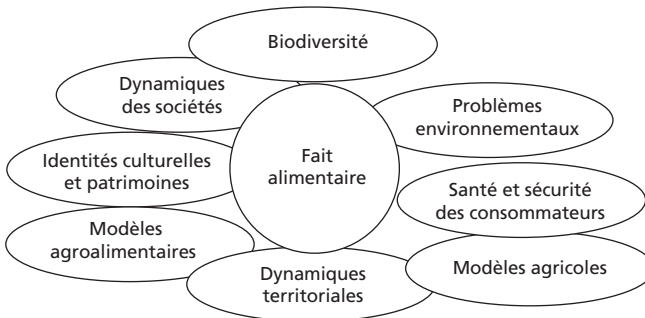 Biodiversité
Dynamiques
des sociétés
Problèmes
environnementaux
Identités culturelles
et patrimoines
Fait
alimentaire
Santé et sécurité
des consommateurs
Modèles
agroalimentaires
Dynamiques
territoriales
Modèles agricoles